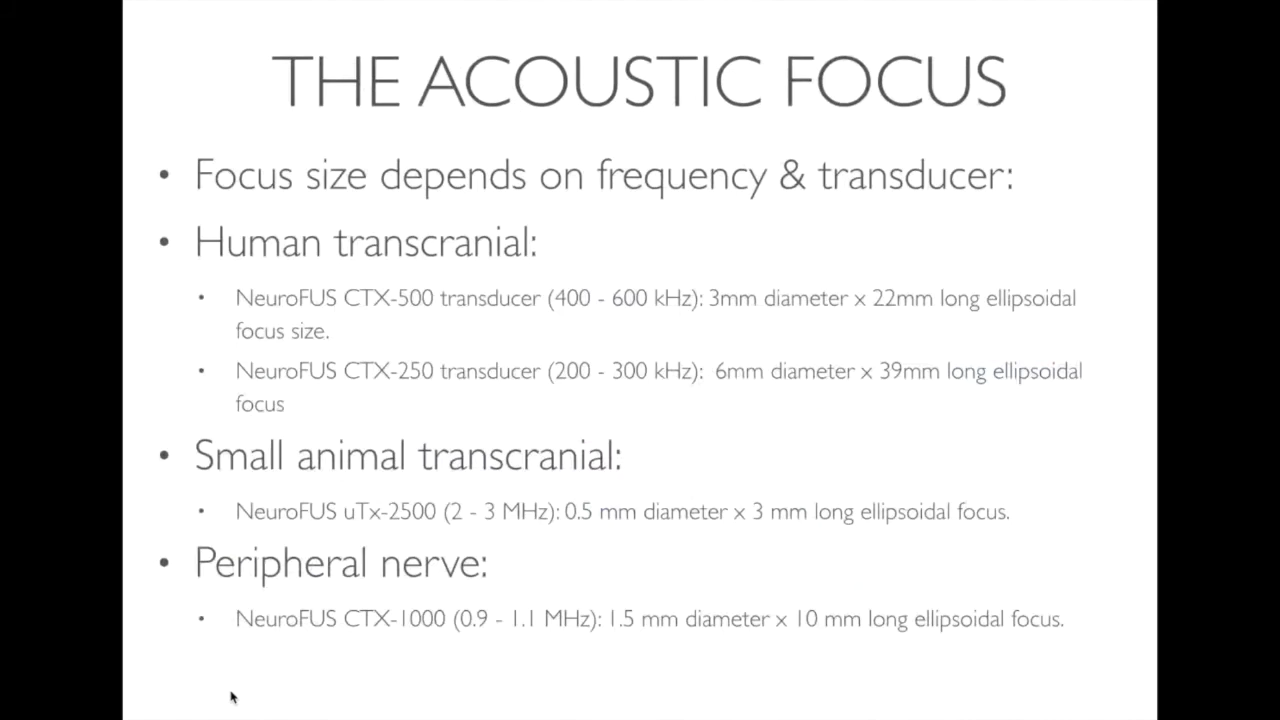 THE ACOUSTIC FOCUS
• Focus size depends on frequency & transducer:
• Human transcranial:
• NeuroFUS CTX-500 transducer (400 - 600 kHz): 3mm diameter x 22mm long ellipsoidal
focus size.
• NeuroFUS CTX-250 transducer (200 - 300 kHz):  6mm diameter x 39mm long ellipsoidal
focus
• Small animal transcranial:
• NeuroFUS uTx-2500 (2 - 3 MHz): 0.5 mm diameter x 3 mm long ellipsoidal focus.
• Peripheral nerve:
• NeuroFUS CTX-1000 (0.9 - 1.1 MHz): 1.5 mm diameter x 10 mm long ellipsoidal focus.